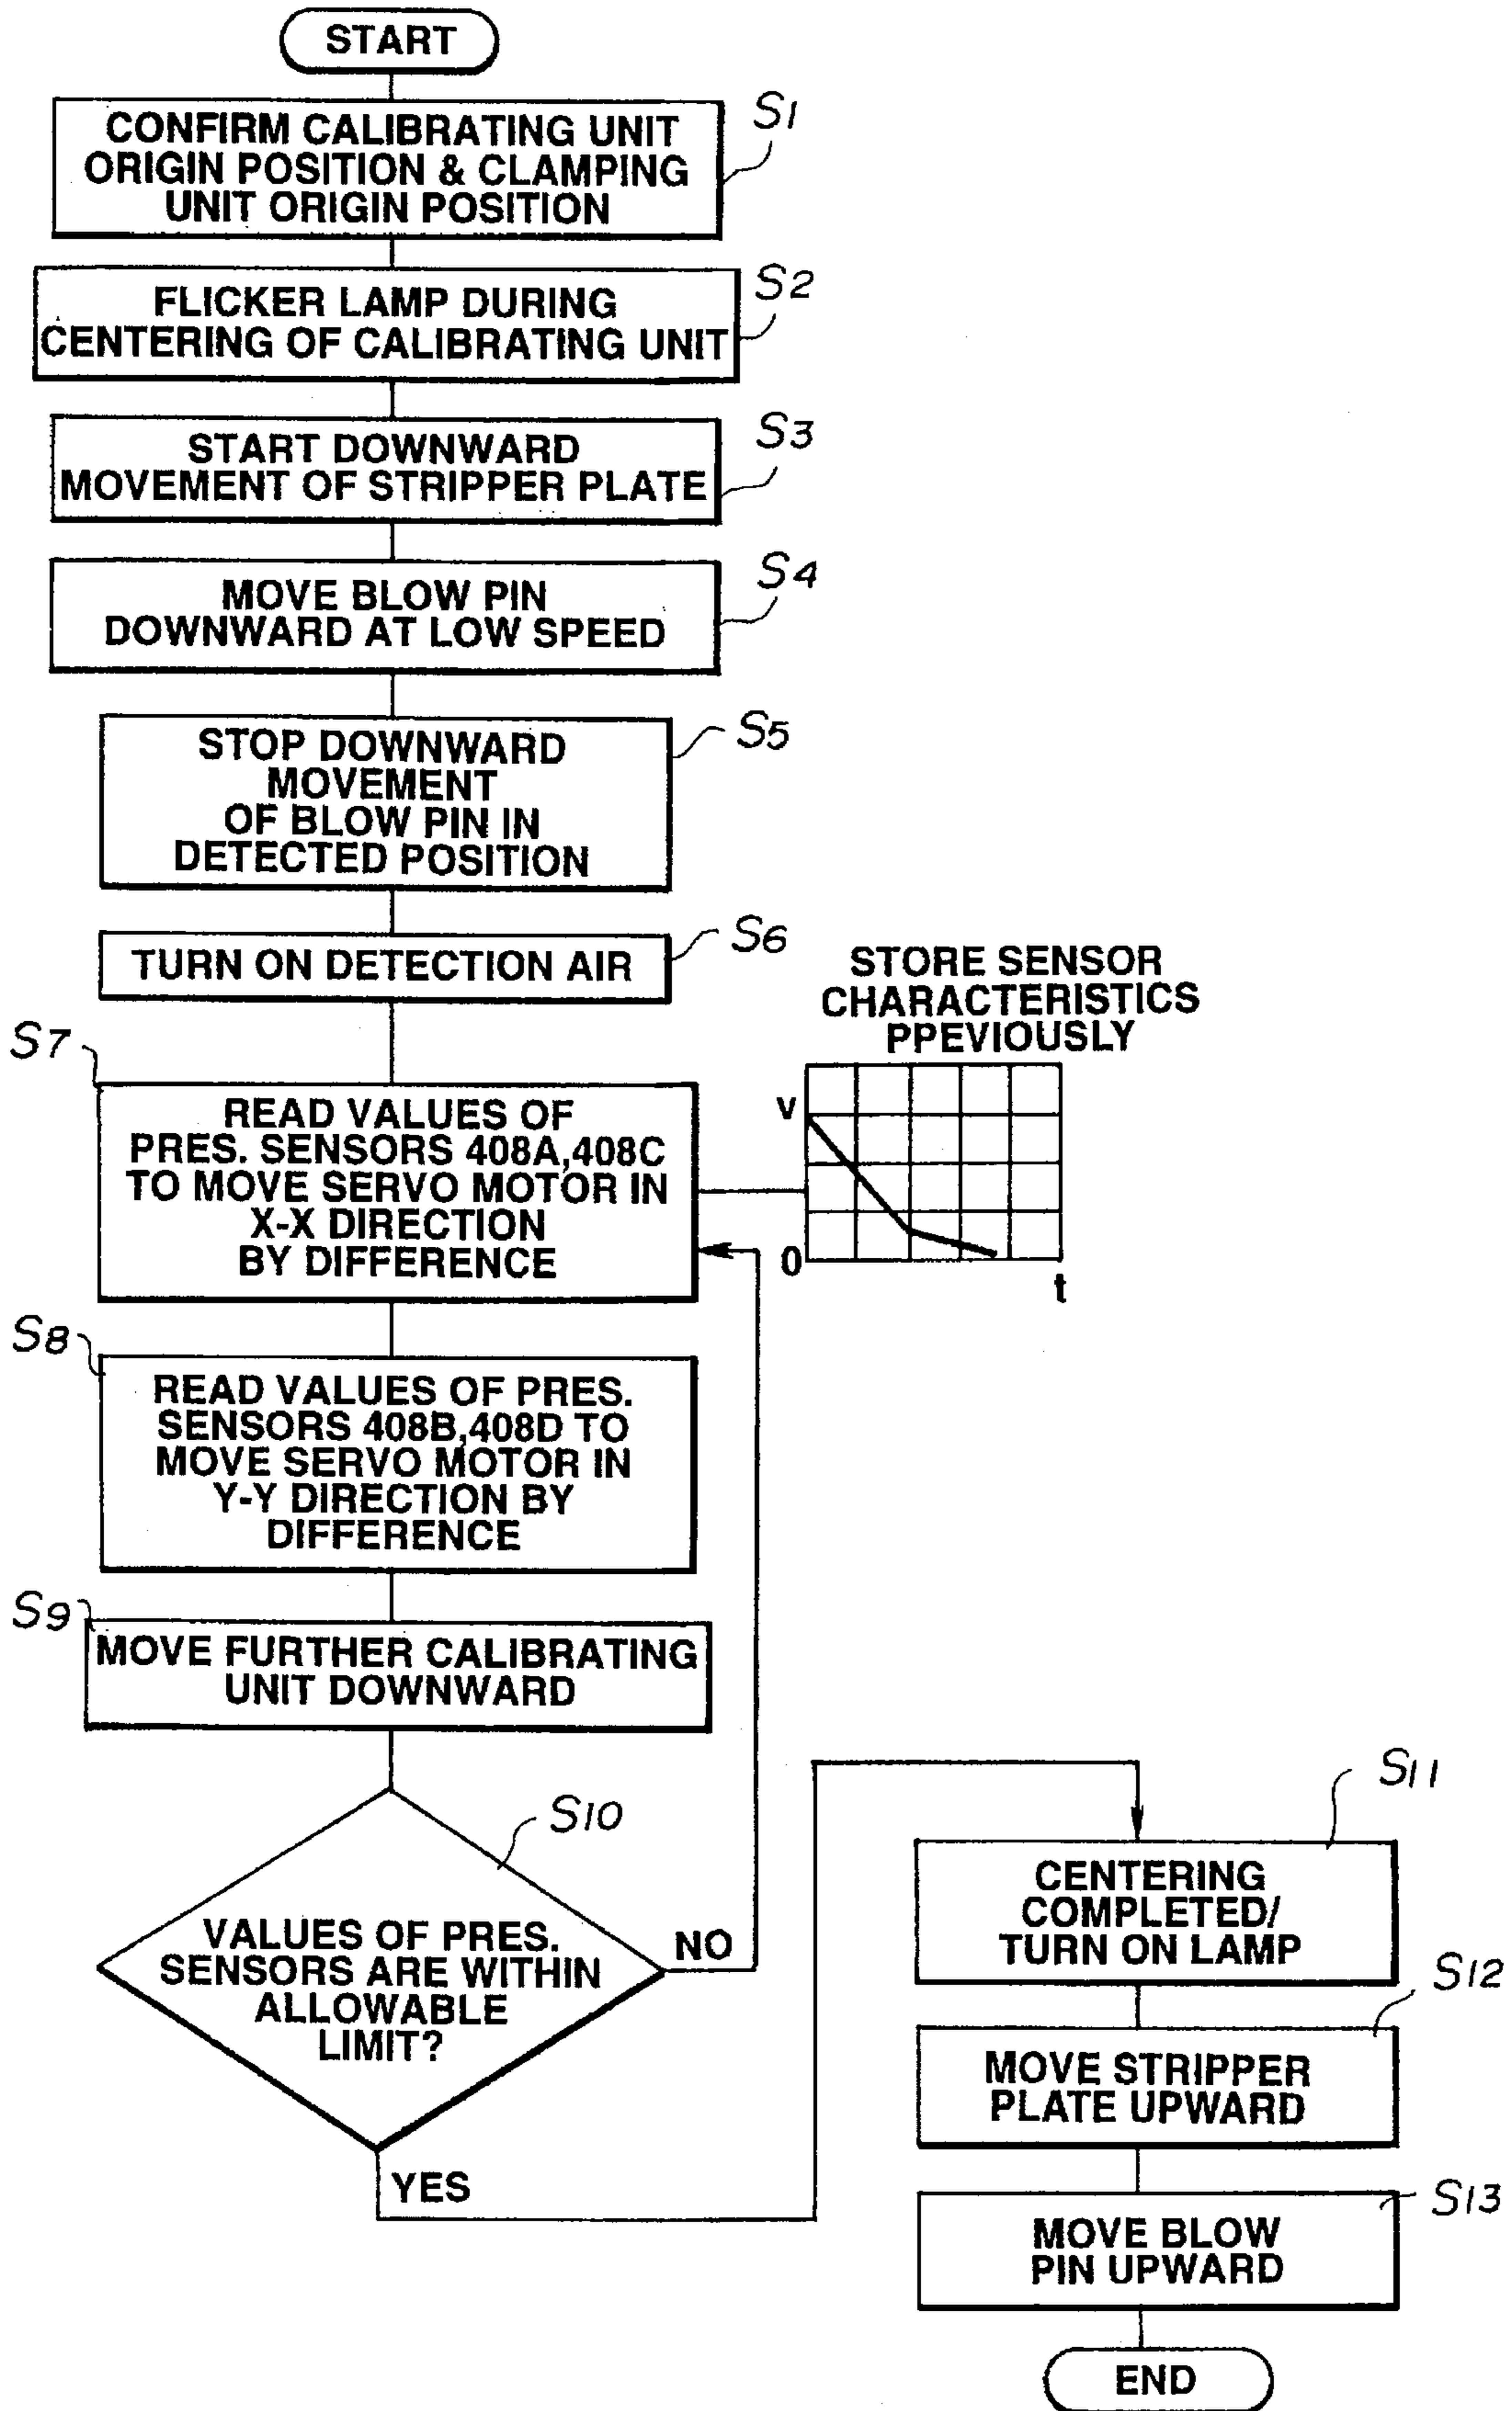 START
S1
CONFIRM CALIBRATING UNIT
ORIGIN POSITION & CLAMPING
UNIT ORIGIN POSITION
S2
FLICKER LAMP DURING
CENTERING OF CALIBRATING UNIT
S3
START DOWNWARD
MOVEMENT OF STRIPPER PLATE
S4
MOVE BLOW PIN
DOWNWARD AT LOW SPEED
S5
STOP DOWNWARD
MOVEMENT
OF BLOW PIN IN
DETECTED POSITION
S6
TURN ON DETECTION AIR
STORE SENSOR
CHARACTERISTICS
PPEVIOUSLY
V
0
t
S7
READ VALUES OF
PRES. SENSORS 408A,408C
TO MOVE SERVO MOTOR IN
X-X DIRECTION
BY DIFFERENCE
S8
READ VALUES OF PRES.
SENSORS 408B,408D TO
MOVE SERVO MOTOR IN
Y-Y DIRECTION BY
DIFFERENCE
S9
MOVE FURTHER CALIBRATING
UNIT DOWNWARD
S10
VALUES OF PRES.
SENSORS ARE WITHIN
ALLOWABLE
LIMIT?
NO
YES
S11
CENTERING
COMPLETED/
TURN ON LAMP
S12
MOVE STRIPPER
PLATE UPWARD
S13
MOVE BLOW
PIN UPWARD
END